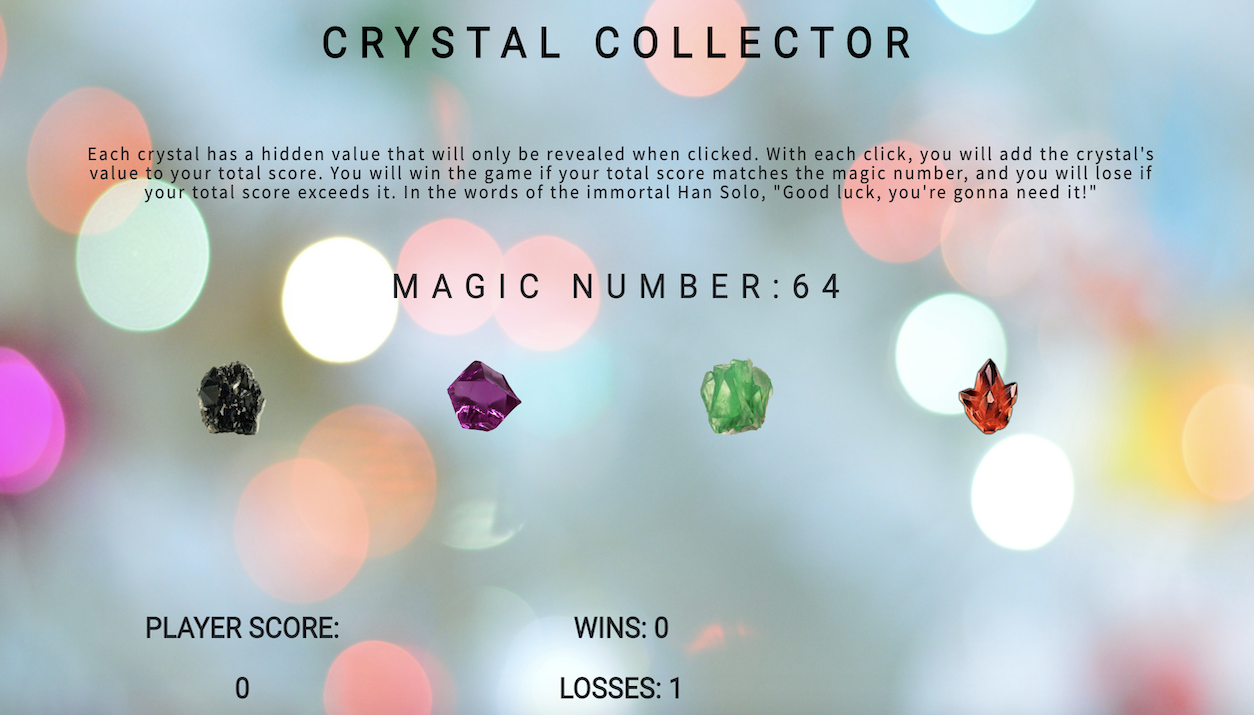 CRYSTAL COLLECTOR
Each crystal has a hidden value that will only be revealed when clicked. With each click, you will add the crystal's
value to your total score. You will win the game if your total score matches the magic number, and you will lose if
your total score exceeds it. In the words of the immortal Han Solo, "Good luck, you're gonna need it!"
MAGIC NUMBER:64
PLAYER SCORE:
0
WINS: 0
LOSSES: 1